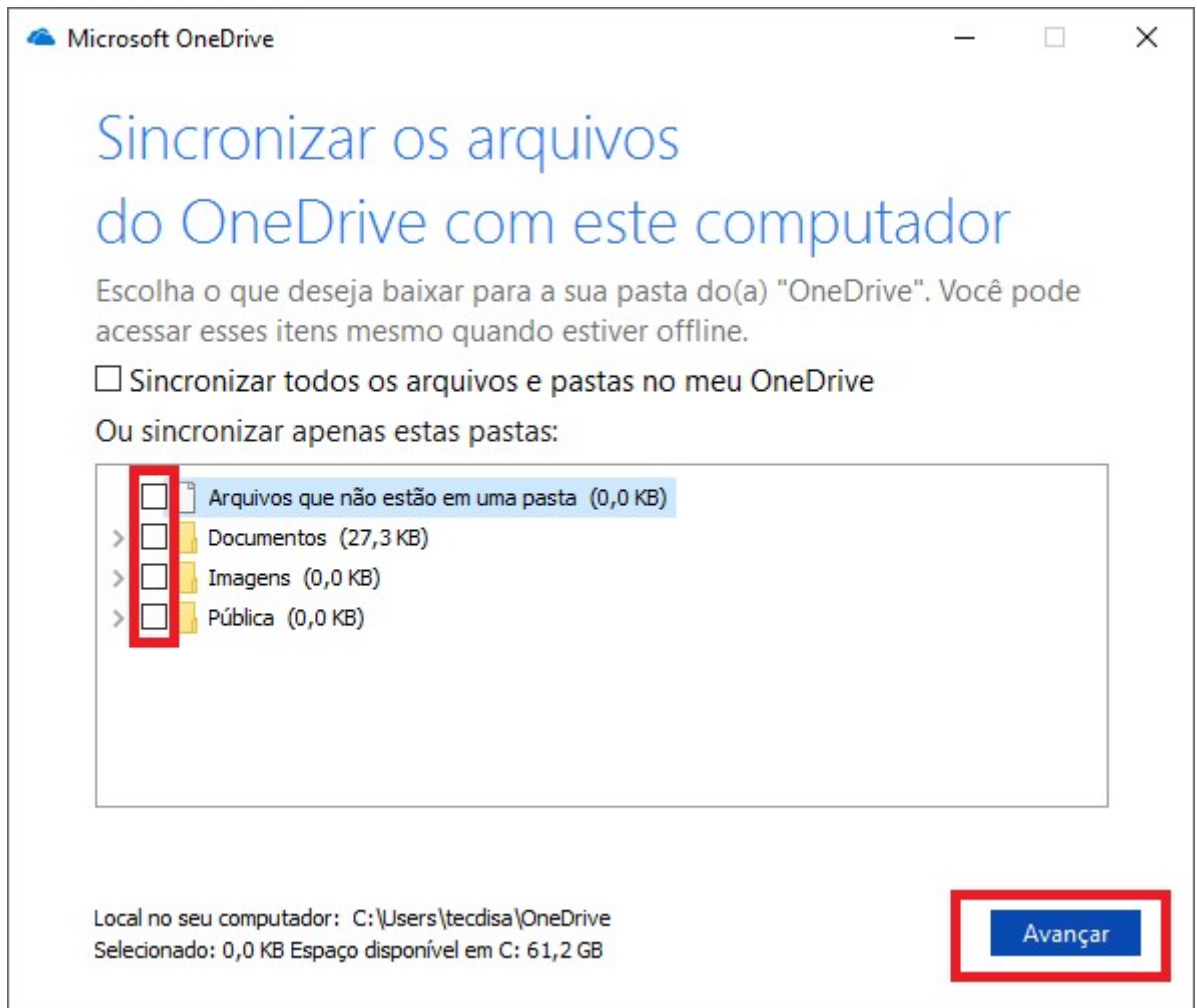 Microsoft OneDrive
Sincronizar os arquivos
do OneDrive com este computador
Escolha o que deseja baixar para a sua pasta do(a) "OneDrive". Você pode
acessar esses itens mesmo quando estiver offline.
Sincronizar todos os arquivos e pastas no meu OneDrive
Ou sincronizar apenas estas pastas:
Arquivos que não estão em uma pasta (0,0 KB)
Documentos (27,3 KB)
Imagens (0,0 KB)
Pública (0,0 KB)
Local no seu computador: C:\Users\tecdisa\OneDrive
Selecionado: 0,0 KB Espaço disponível em C: 61,2 GB
Avançar